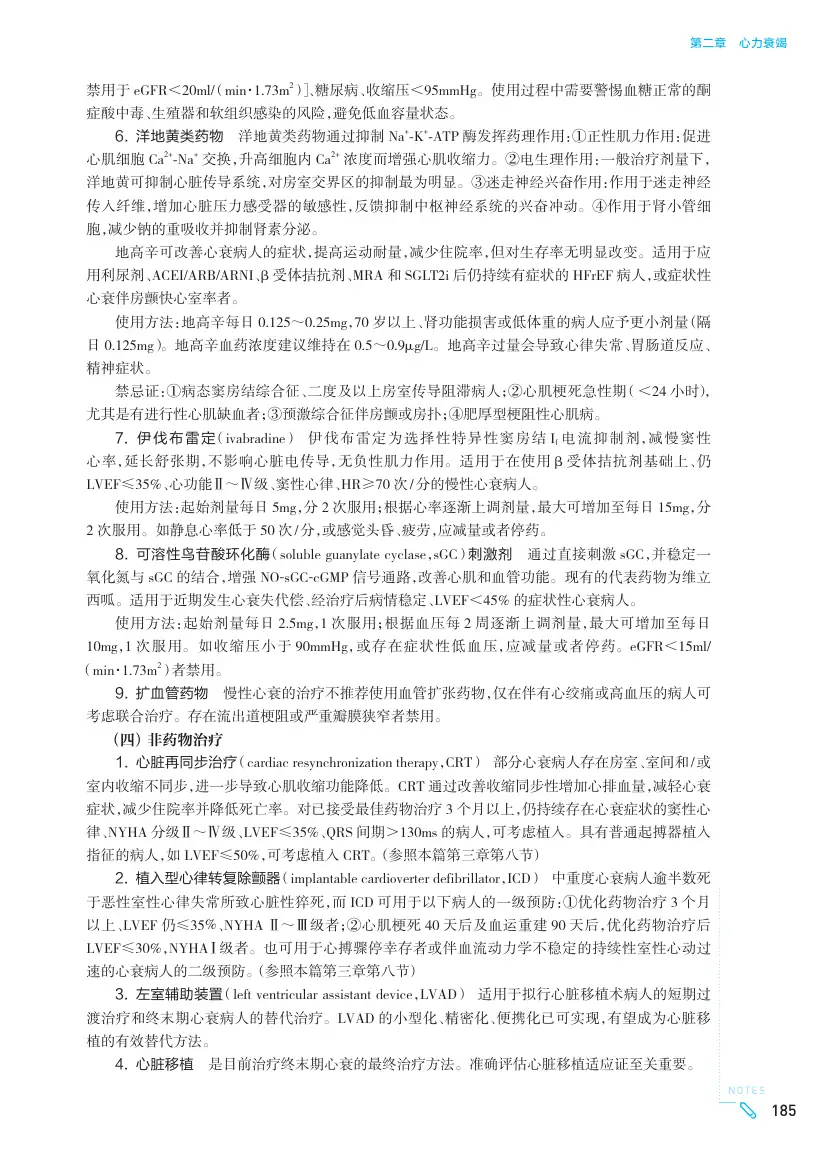 第二章 心力衰竭
禁用于 eGFR＜20ml/（min·1.73m²）]、糖尿病、收缩压＜95mmHg。使用过程中需要警惕血糖正常的酮
症酸中毒、生殖器和软组织感染的风险，避免低血容量状态。
6. 洋地黄类药物 洋地黄类药物通过抑制 Na⁺-K⁺-ATP 酶发挥药理作用：①正性肌力作用：促进
心肌细胞 Ca²⁺-Na⁺ 交换，升高细胞内 Ca²⁺ 浓度而增强心肌收缩力。②电生理作用：一般治疗剂量下，
洋地黄可抑制心脏传导系统，对房室交界区的抑制最为明显。③迷走神经兴奋作用：作用于迷走神经
传入纤维，增加心脏压力感受器的敏感性，反馈抑制中枢神经系统的兴奋冲动。④作用于肾小管细
胞，减少钠的重吸收并抑制肾素分泌。
地高辛可改善心衰病人的症状，提高运动耐量，减少住院率，但对生存率无明显改变。适用于应
用利尿剂、ACEI/ARB/ARNI、β 受体拮抗剂、MRA 和 SGLT2i 后仍持续有症状的 HFrEF 病人，或症状性
心衰伴房颤快心室率者。
使用方法：地高辛每日 0.125～0.25mg，70 岁以上、肾功能损害或低体重的病人应予更小剂量（隔
日 0.125mg）。地高辛血药浓度建议维持在 0.5～0.9μg/L。地高辛过量会导致心律失常、胃肠道反应、
精神症状。
禁忌证：①病态窦房结综合征、二度及以上房室传导阻滞病人；②心肌梗死急性期（＜24 小时），
尤其是有进行性心肌缺血者；③预激综合征伴房颤或房扑；④肥厚型梗阻性心肌病。
7. 伊伐布雷定（ivabradine） 伊伐布雷定为选择性特异性窦房结 If 电流抑制剂，减慢窦性
心率，延长舒张期，不影响心脏电传导，无负性肌力作用。适用于在使用 β 受体拮抗剂基础上、仍
LVEF≤35%、心功能Ⅱ～Ⅳ级、窦性心律、HR≥70 次/分的慢性心衰病人。
使用方法：起始剂量每日 5mg，分 2 次服用；根据心率逐渐上调剂量，最大可增加至每日 15mg，分
2 次服用。如静息心率低于 50 次/分，或感觉头昏、疲劳，应减量或者停药。
8. 可溶性鸟苷酸环化酶（soluble guanylate cyclase，sGC）刺激剂 通过直接刺激 sGC，并稳定一
氧化氮与 sGC 的结合，增强 NO-sGC-cGMP 信号通路，改善心肌和血管功能。现有的代表药物为维立
西呱。适用于近期发生心衰失代偿、经治疗后病情稳定、LVEF＜45% 的症状性心衰病人。
使用方法：起始剂量每日 2.5mg，1 次服用；根据血压每 2 周逐渐上调剂量，最大可增加至每日
10mg，1 次服用。如收缩压小于 90mmHg，或存在症状性低血压，应减量或者停药。eGFR＜15ml/
（min·1.73m²）者禁用。
9. 扩血管药物 慢性心衰的治疗不推荐使用血管扩张药物，仅在伴有心绞痛或高血压的病人可
考虑联合治疗。存在流出道梗阻或严重瓣膜狭窄者禁用。
（四）非药物治疗
1. 心脏再同步治疗（cardiac resynchronization therapy，CRT） 部分心衰病人存在房室、室间和/或
室内收缩不同步，进一步导致心肌收缩功能降低。CRT 通过改善收缩同步性增加心排血量，减轻心衰
症状，减少住院率并降低死亡率。对已接受最佳药物治疗 3 个月以上，仍持续存在心衰症状的窦性心
律、NYHA 分级Ⅱ～Ⅳ级、LVEF≤35%、QRS 间期＞130ms 的病人，可考虑植入。具有普通起搏器植入
指征的病人，如 LVEF≤50%，可考虑植入 CRT。（参照本篇第三章第八节）
2. 植入型心律转复除颤器（implantable cardioverter defibrillator，ICD） 中重度心衰病人逾半数死
于恶性室性心律失常所致心脏性猝死，而 ICD 可用于以下病人的一级预防：①优化药物治疗 3 个月
以上、LVEF 仍≤35%、NYHA Ⅱ～Ⅲ级者；②心肌梗死 40 天后及血运重建 90 天后，优化药物治疗后
LVEF≤30%，NYHAⅠ级者。也可用于心搏骤停幸存者或伴血流动力学不稳定的持续性室性心动过
速的心衰病人的二级预防。（参照本篇第三章第八节）
3. 左室辅助装置（left ventricular assistant device，LVAD） 适用于拟行心脏移植术病人的短期过
渡治疗和终末期心衰病人的替代治疗。LVAD 的小型化、精密化、便携化已可实现，有望成为心脏移
植的有效替代方法。
4. 心脏移植 是目前治疗终末期心衰的最终治疗方法。准确评估心脏移植适应证至关重要。
NOTES
185